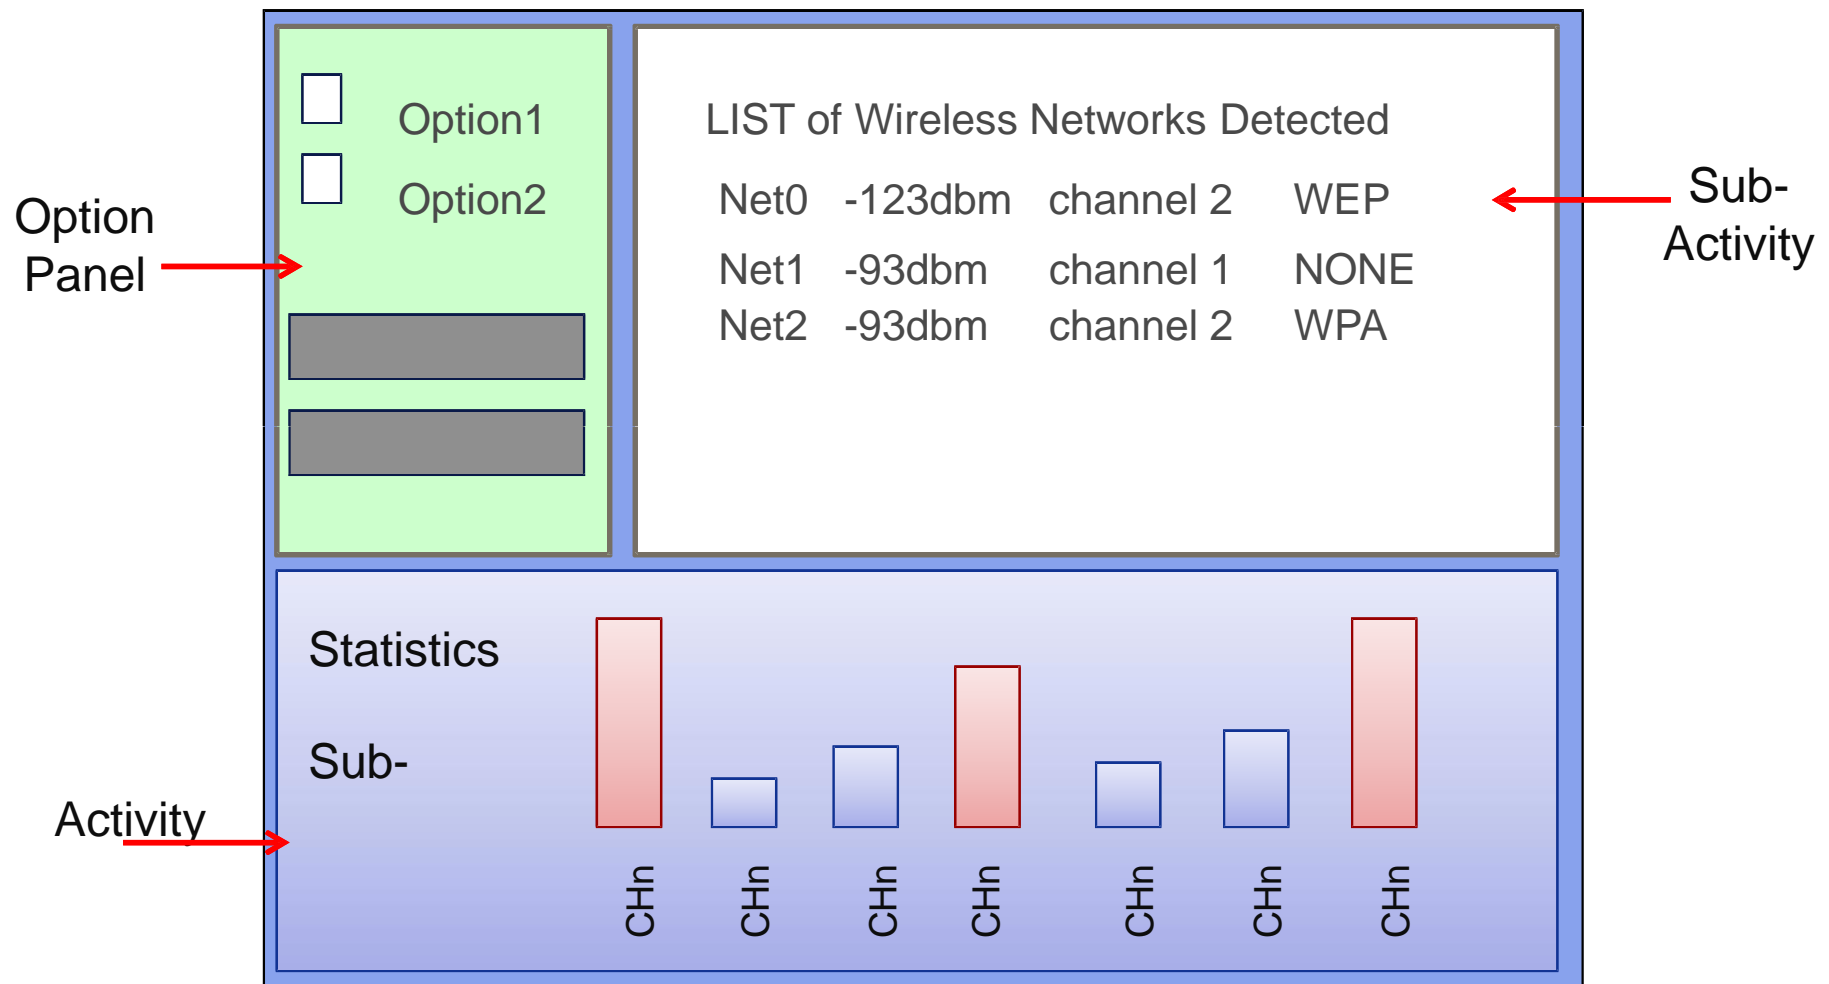 Option1
Option2
Option
Panel
LIST of Wireless Networks Detected
Net0 -123dbm channel 2 WEP
Net1 -93dbm channel 1 NONE
Net2 -93dbm channel 2 WPA
Sub-
Activity
Statistics
Sub-
Activity
CHn CHn CHn CHn CHn CHn CHn